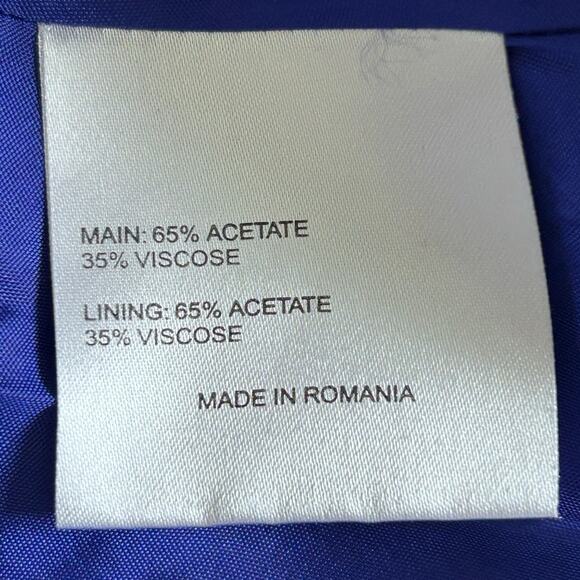 MAIN: 65% ACETATE
35% VISCOSE
LINING: 65% ACETATE
35% VISCOSE
MADE IN ROMANIA